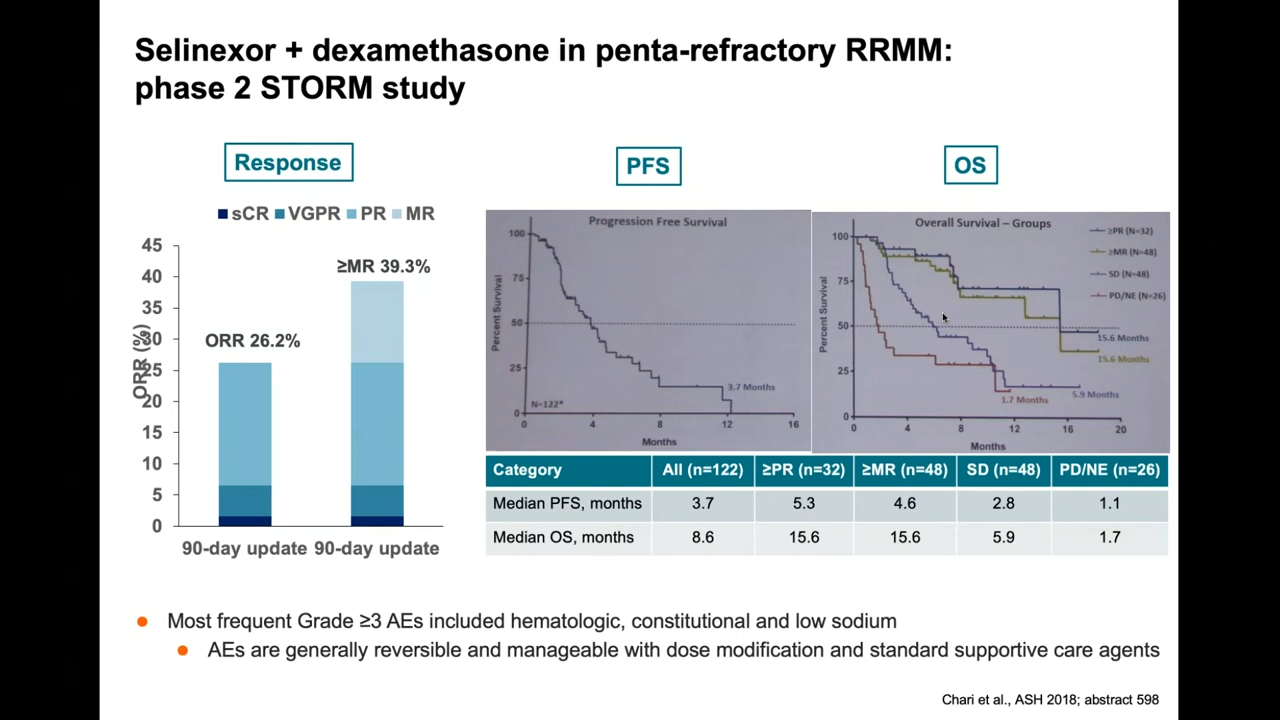 Selinexor + dexamethasone in penta-refractory RRMM:
phase 2 STORM study
Response
sCR VGPR PR MR
ORR (%)
45
40
35
30
25
20
15
10
5
0
≥MR 39.3%
ORR 26.2%
90-day update 90-day update
PFS
Progression Free Survival
Percent Survival
100
75
50
25
0
3.7 Months
N=122*
0 4 8 12 16
Months
OS
Overall Survival – Groups
≥PR (N=32)
≥MR (N=48)
SD (N=48)
PD/NE (N=26)
Percent Survival
100
75
50
25
0
15.6 Months
15.6 Months
5.9 Months
1.7 Months
0 4 8 12 16 20
Months
Category All (n=122) ≥PR (n=32) ≥MR (n=48) SD (n=48) PD/NE (n=26)
Median PFS, months 3.7 5.3 4.6 2.8 1.1
Median OS, months 8.6 15.6 15.6 5.9 1.7
Most frequent Grade ≥3 AEs included hematologic, constitutional and low sodium
AEs are generally reversible and manageable with dose modification and standard supportive care agents
Chari et al., ASH 2018; abstract 598